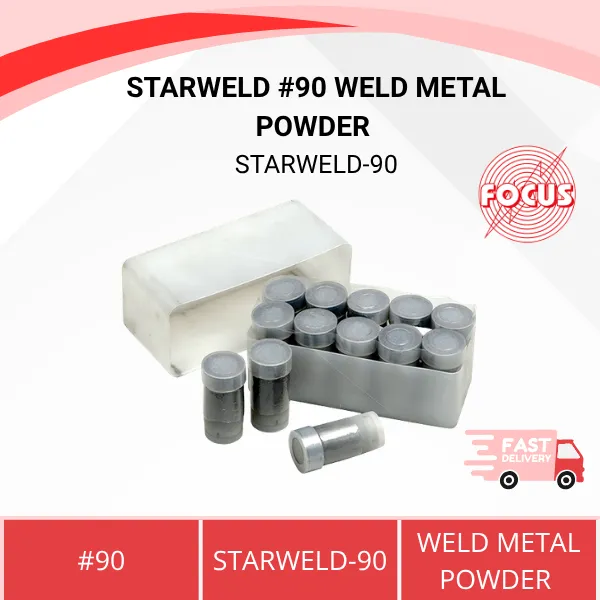 STARWELD #90 WELD METAL
POWDER
STARWELD-90
FOCUS
FAST
DELIVERY
#90
STARWELD-90
WELD METAL
POWDER